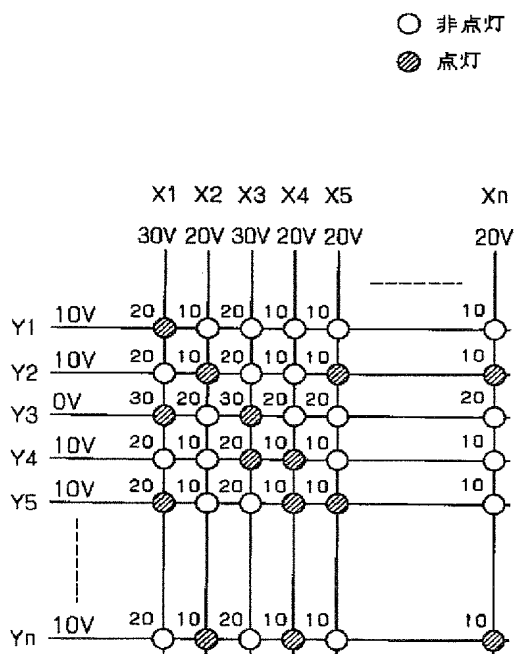 非点灯
点灯
X1 X2 X3 X4 X5 Xn
30V 20V 30V 20V 20V 20V
Y1 10V 20 10 20 10 10 10
Y2 10V 20 10 20 10 10 10
Y3 0V 30 20 30 20 20 20
Y4 10V 20 10 20 10 10 10
Y5 10V 20 10 20 10 10 10
Yn 10V 20 10 20 10 10 10